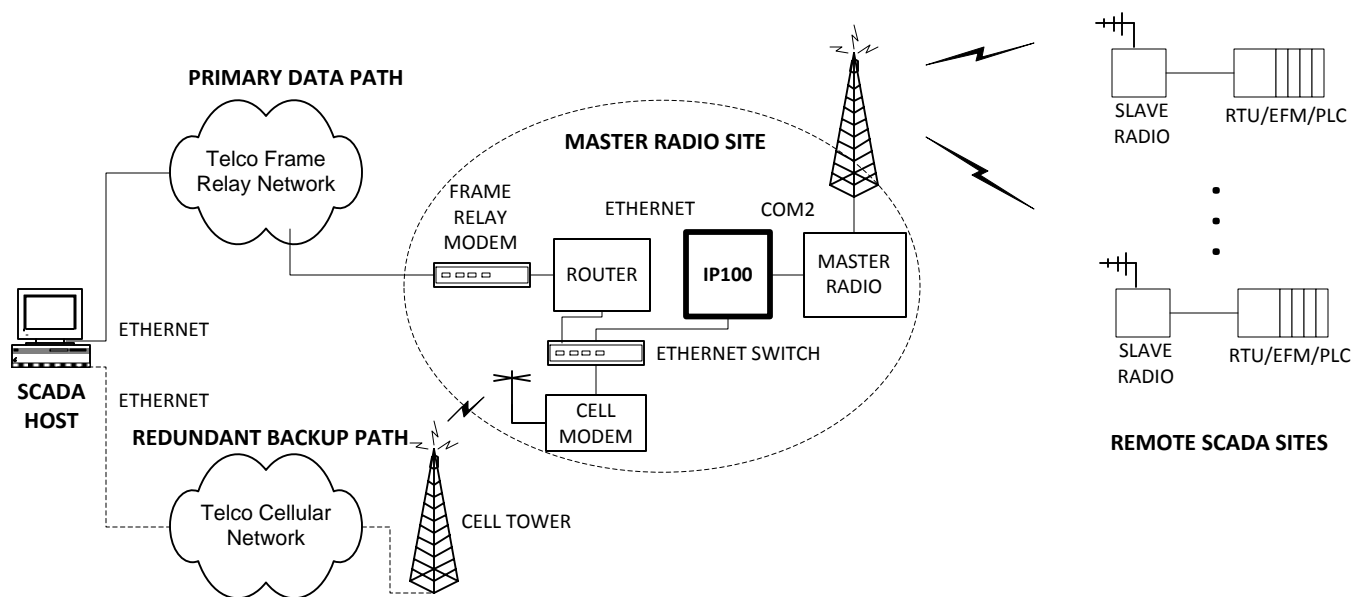 PRIMARY DATA PATH
Telco Frame
Relay Network
MASTER RADIO SITE
FRAME
RELAY
MODEM
ETHERNET
COM2
ROUTER
IP100
MASTER
RADIO
ETHERNET SWITCH
CELL
MODEM
ETHERNET
SCADA
HOST
ETHERNET
REDUNDANT BACKUP PATH
Telco Cellular
Network
CELL TOWER
SLAVE
RADIO
RTU/EFM/PLC
SLAVE
RADIO
RTU/EFM/PLC
REMOTE SCADA SITES